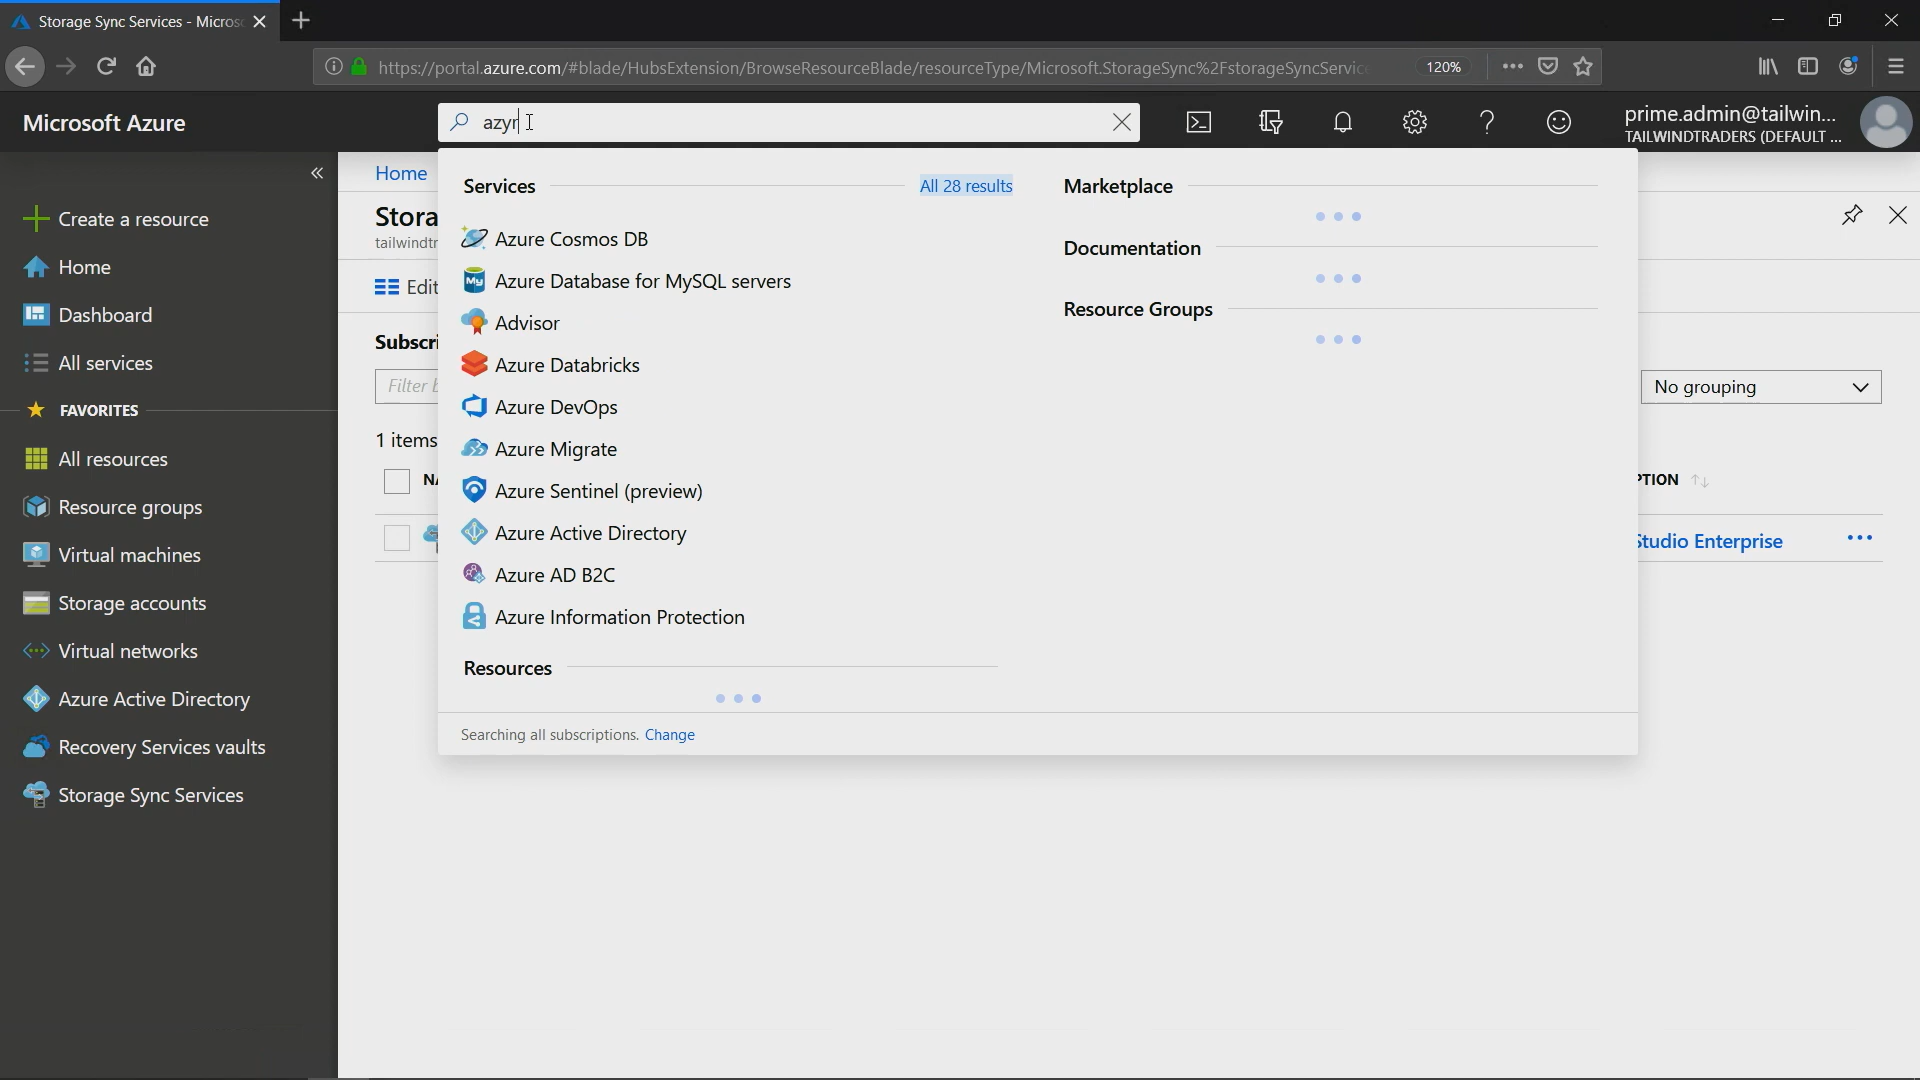 Storage Sync Services - Micros
https://portal.azure.com/#blade/HubsExtension/BrowseResourceBlade/resourceType/Microsoft.StorageSync%2FstorageSyncServic
120%
Microsoft Azure
azyr
prime.admin@tailwin...
TAILWINDTRADERS (DEFAULT ...
Create a resource
Home
Dashboard
All services
FAVORITES
All resources
Resource groups
Virtual machines
Storage accounts
Virtual networks
Azure Active Directory
Recovery Services vaults
Storage Sync Services
Home
Stora
tailwindtr
Edit
Subscri
Filter b
1 items
NA
Services
All 28 results
Azure Cosmos DB
Azure Database for MySQL servers
Advisor
Azure Databricks
Azure DevOps
Azure Migrate
Azure Sentinel (preview)
Azure Active Directory
Azure AD B2C
Azure Information Protection
Resources
Searching all subscriptions. Change
Marketplace
Documentation
Resource Groups
No grouping
PTION
Studio Enterprise